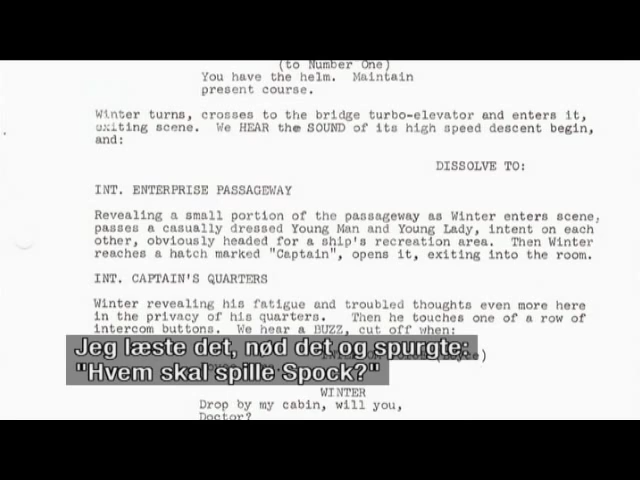 (to Number One)
You have the helm. Maintain
present course.
Winter turns, crosses to the bridge turbo-elevator and enters it,
exiting scene. We HEAR the SOUND of its high speed descent begin,
and:
DISSOLVE TO:
INT. ENTERPRISE PASSAGEWAY
Revealing a small portion of the passageway as Winter enters scene,
passes a casually dressed Young Man and Young Lady, intent on each
other, obviously headed for a ship's recreation area. Then Winter
reaches a hatch marked "Captain", opens it, exiting into the room.
INT. CAPTAIN'S QUARTERS
Winter revealing his fatigue and troubled thoughts even more here
in the privacy of his quarters. Then he touches one of a row of
intercom buttons. We hear a BUZZ, cut off when:
Jeg læste det, nød det og spurgte:
"Hvem skal spille Spock?"
WINTER
Drop by my cabin, will you,
Doctor?